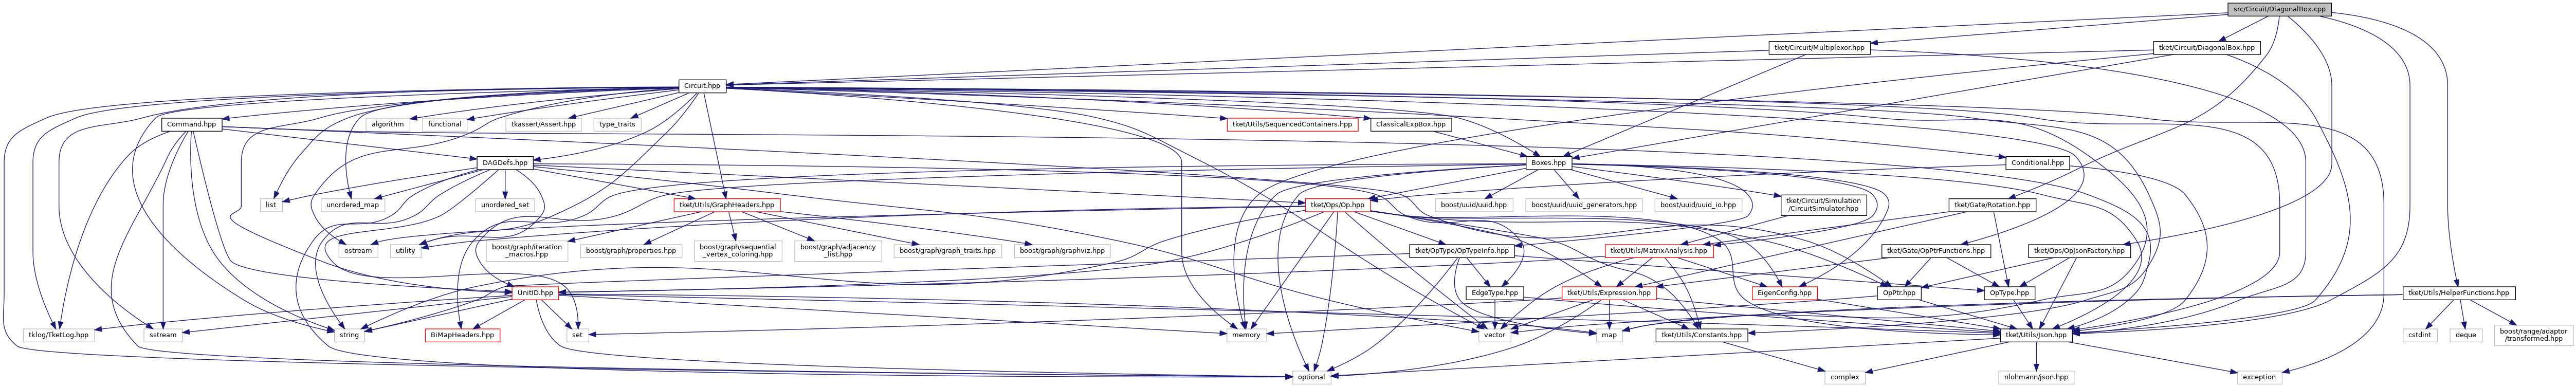 src/Circuit/DiagonalBox.cpp
tket/Circuit/Multiplexor.hpp
tket/Circuit/DiagonalBox.hpp
Circuit.hpp
Command.hpp
algorithm
functional
tkassert/Assert.hpp
type_traits
tket/Utils/SequencedContainers.hpp
ClassicalExpBox.hpp
DAGDefs.hpp
Boxes.hpp
Conditional.hpp
list
unordered_map
unordered_set
tket/Utils/GraphHeaders.hpp
tket/Ops/Op.hpp
boost/uuid/uuid.hpp
boost/uuid/uuid_generators.hpp
boost/uuid/uuid_io.hpp
tket/Circuit/Simulation
/CircuitSimulator.hpp
tket/Gate/Rotation.hpp
ostream
utility
boost/graph/iteration
_macros.hpp
boost/graph/properties.hpp
boost/graph/sequential
_vertex_coloring.hpp
boost/graph/adjacency
_list.hpp
boost/graph/graph_traits.hpp
boost/graph/graphviz.hpp
tket/OpType/OpTypeInfo.hpp
tket/Utils/MatrixAnalysis.hpp
tket/Gate/OpPtrFunctions.hpp
tket/Ops/OpJsonFactory.hpp
UnitID.hpp
EdgeType.hpp
tket/Utils/Expression.hpp
EigenConfig.hpp
OpPtr.hpp
OpType.hpp
tket/Utils/HelperFunctions.hpp
tklog/TketLog.hpp
sstream
string
BiMapHeaders.hpp
set
memory
vector
map
tket/Utils/Constants.hpp
tket/Utils/Json.hpp
cstdint
deque
boost/range/adaptor
/transformed.hpp
optional
complex
nlohmann/json.hpp
exception